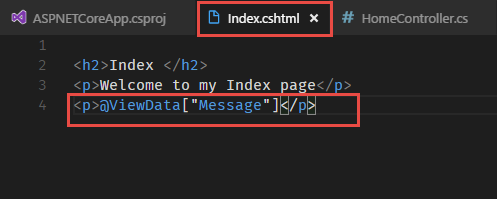 ASPNETCoreApp.csproj Index.cshtml × HomeController.cs
1
2 <h2>Index </h2>
3 <p>Welcome to my Index page</p>
4 <p>@ViewData["Message"]</p>